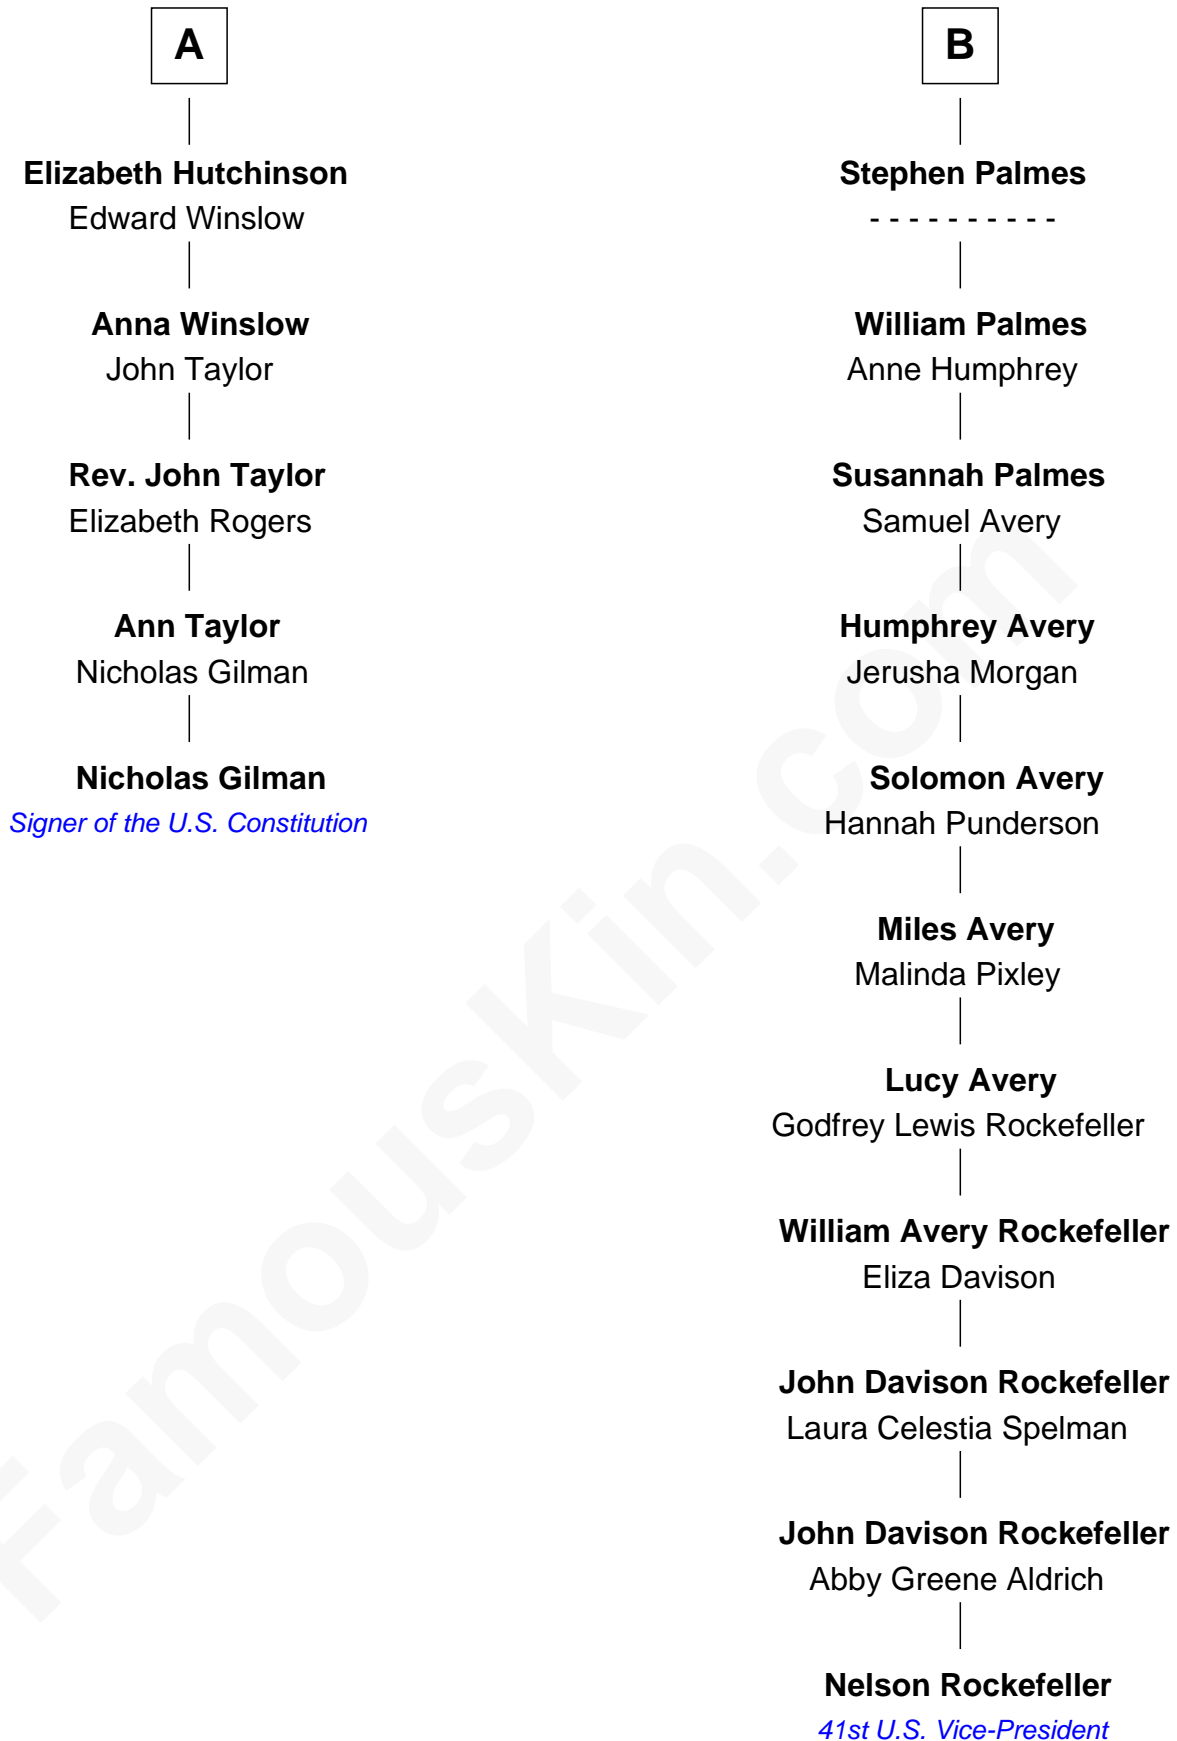 A
Elizabeth Hutchinson
Edward Winslow
Anna Winslow
John Taylor
Rev. John Taylor
Elizabeth Rogers
Ann Taylor
Nicholas Gilman
Nicholas Gilman
Signer of the U.S. Constitution
B
Stephen Palmes
- - - - - - - - - -
William Palmes
Anne Humphrey
Susannah Palmes
Samuel Avery
Humphrey Avery
Jerusha Morgan
Solomon Avery
Hannah Punderson
Miles Avery
Malinda Pixley
Lucy Avery
Godfrey Lewis Rockefeller
William Avery Rockefeller
Eliza Davison
John Davison Rockefeller
Laura Celestia Spelman
John Davison Rockefeller
Abby Greene Aldrich
Nelson Rockefeller
41st U.S. Vice-President
FamousKin.com